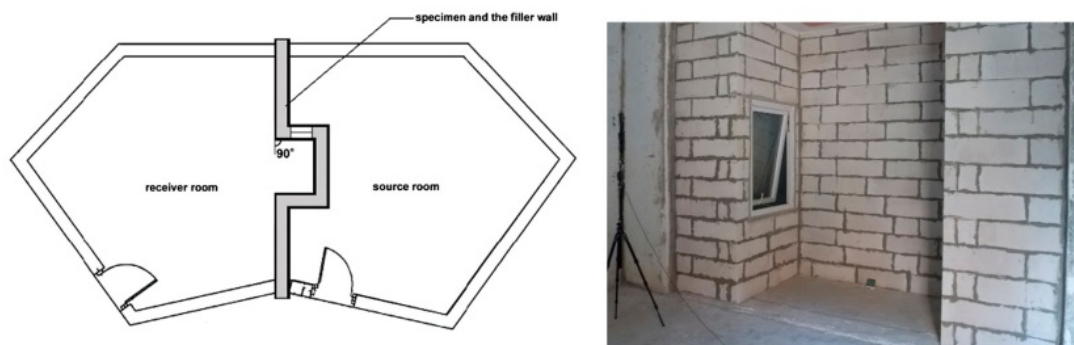 specimen and the filler wall
90°
receiver room
source room